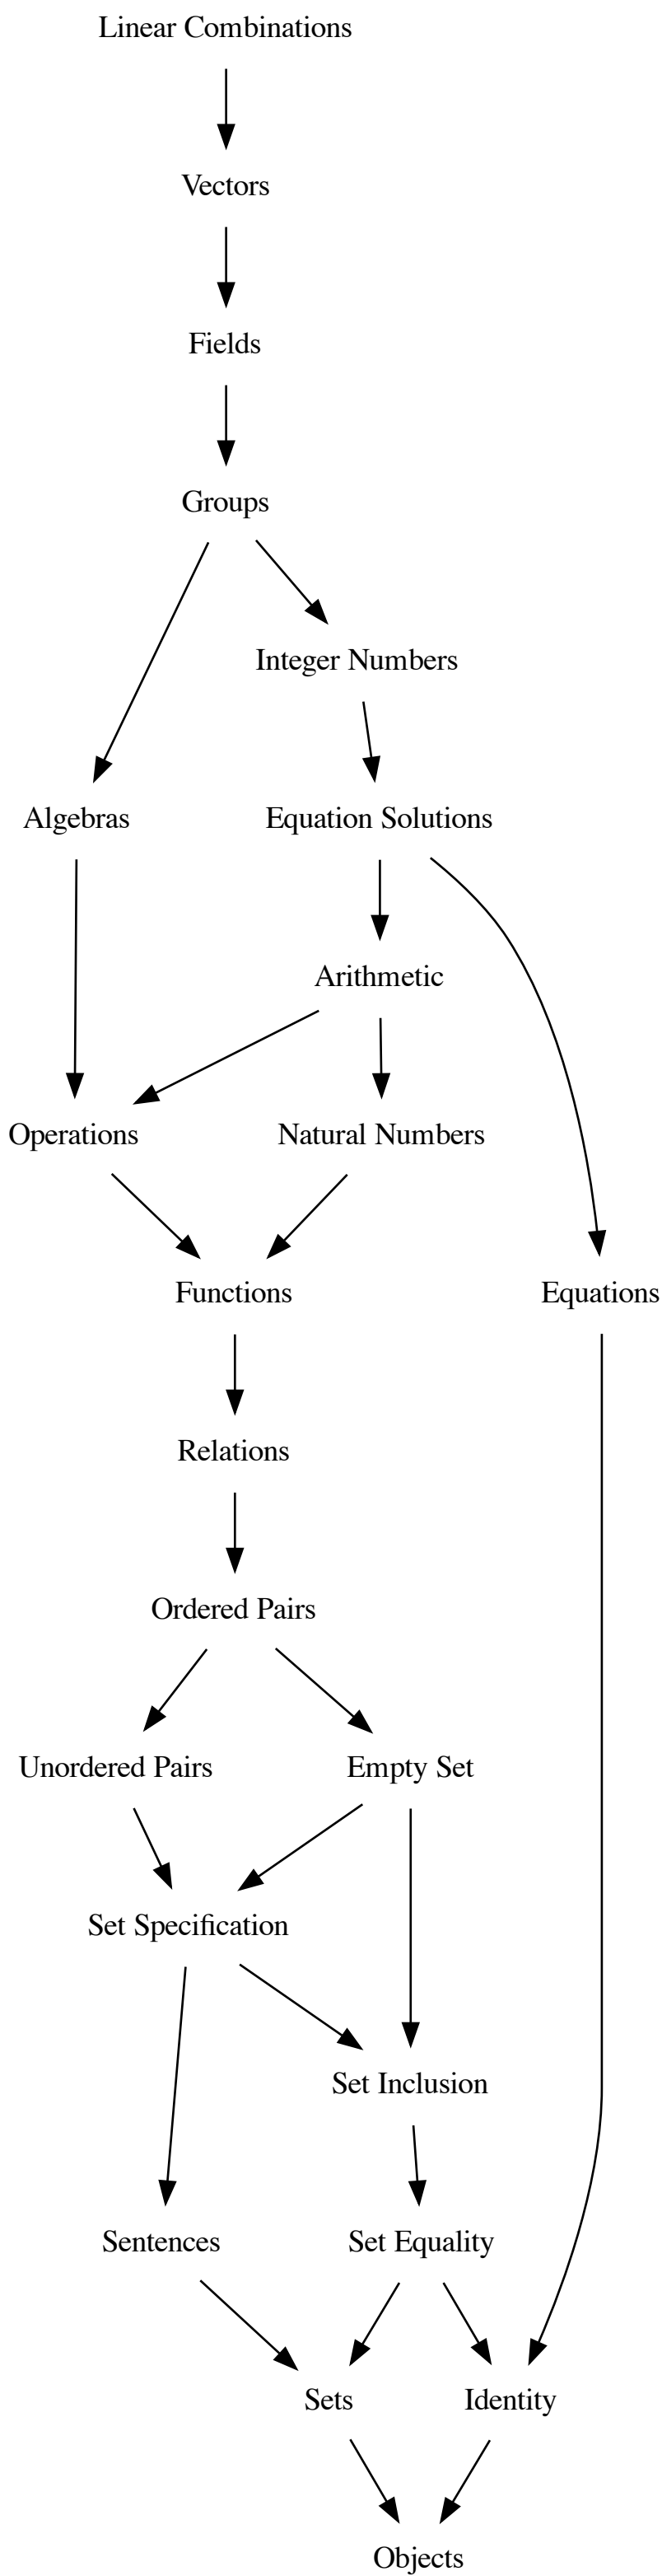 Linear Combinations
Vectors
Fields
Groups
Integer Numbers
Algebras
Equation Solutions
Arithmetic
Operations
Natural Numbers
Functions
Equations
Relations
Ordered Pairs
Unordered Pairs
Empty Set
Set Specification
Set Inclusion
Sentences
Set Equality
Sets
Identity
Objects